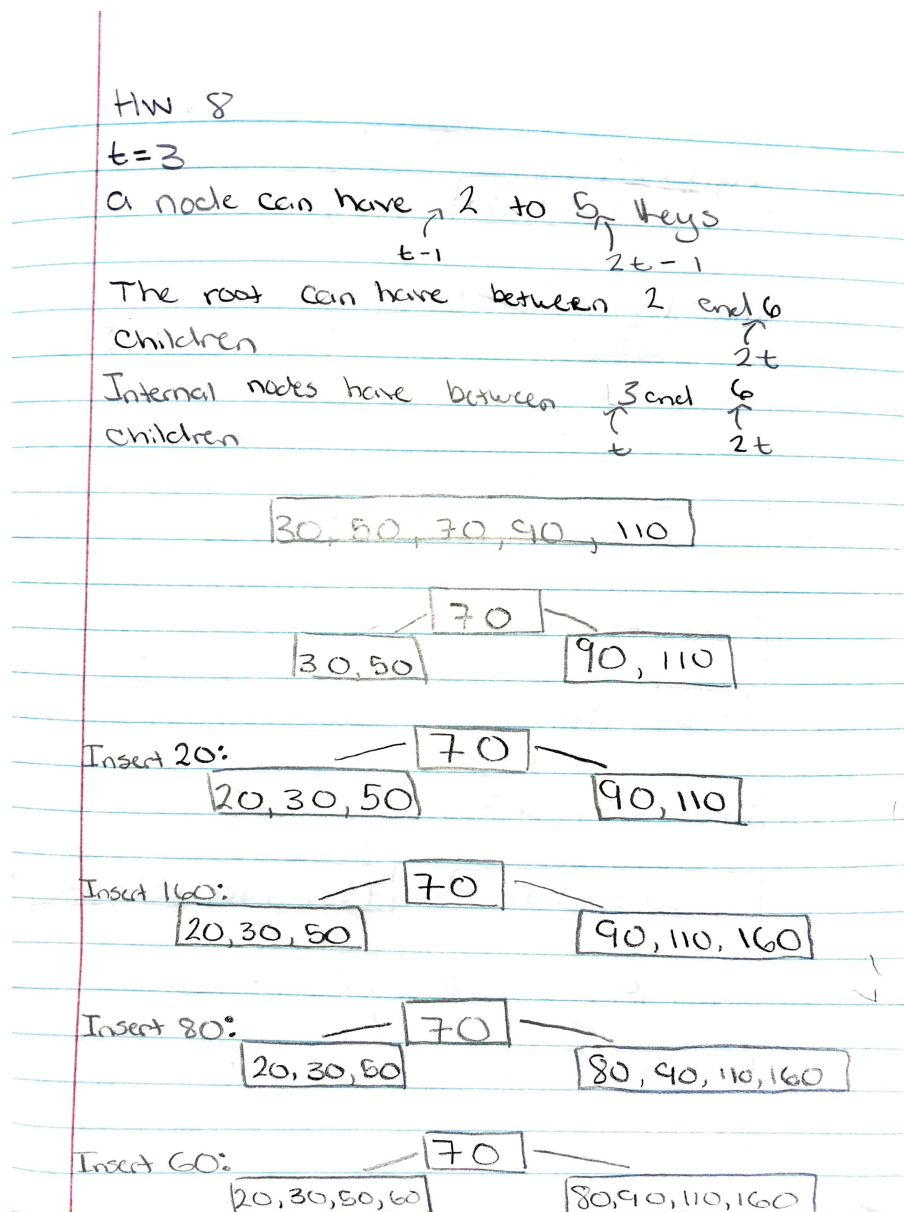 HW 8
t=3
a node can have 2 to 5 keys
t-1 2t-1
The root can have between 2 and 6
children 2t
Internal nodes have between 3 and 6
children t 2t
30, 50, 70, 90, 110
70
30, 50 90, 110
Insert 20: 70
20, 30, 50 90, 110
Insert 160: 70
20, 30, 50 90, 110, 160
Insert 80: 70
20, 30, 50 80, 90, 110, 160
Insert 60: 70
20, 30, 50, 60 80, 90, 110, 160